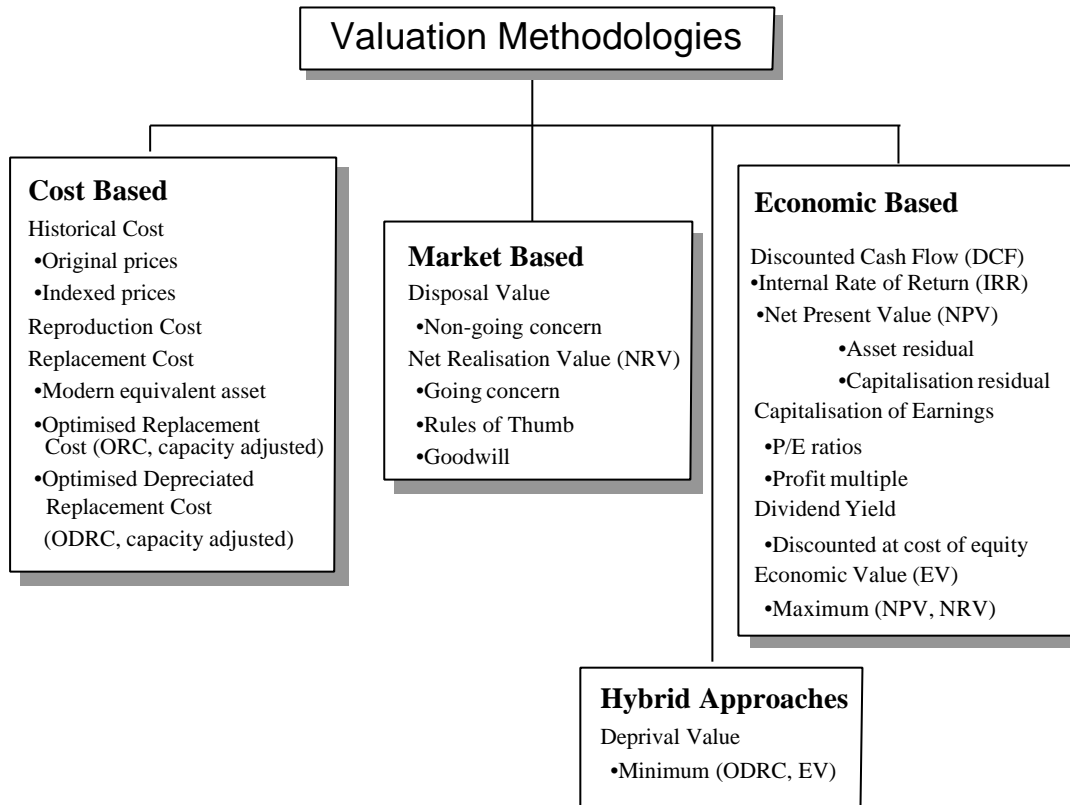 Valuation Methodologies
Cost Based
Historical Cost
•Original prices
•Indexed prices
Reproduction Cost
Replacement Cost
•Modern equivalent asset
•Optimised Replacement
Cost (ORC, capacity adjusted)
•Optimised Depreciated
Replacement Cost
(ODRC, capacity adjusted)
Market Based
Disposal Value
•Non-going concern
Net Realisation Value (NRV)
•Going concern
•Rules of Thumb
•Goodwill
Economic Based
Discounted Cash Flow (DCF)
•Internal Rate of Return (IRR)
•Net Present Value (NPV)
•Asset residual
•Capitalisation residual
Capitalisation of Earnings
•P/E ratios
•Profit multiple
Dividend Yield
•Discounted at cost of equity
Economic Value (EV)
•Maximum (NPV, NRV)
Hybrid Approaches
Deprival Value
•Minimum (ODRC, EV)